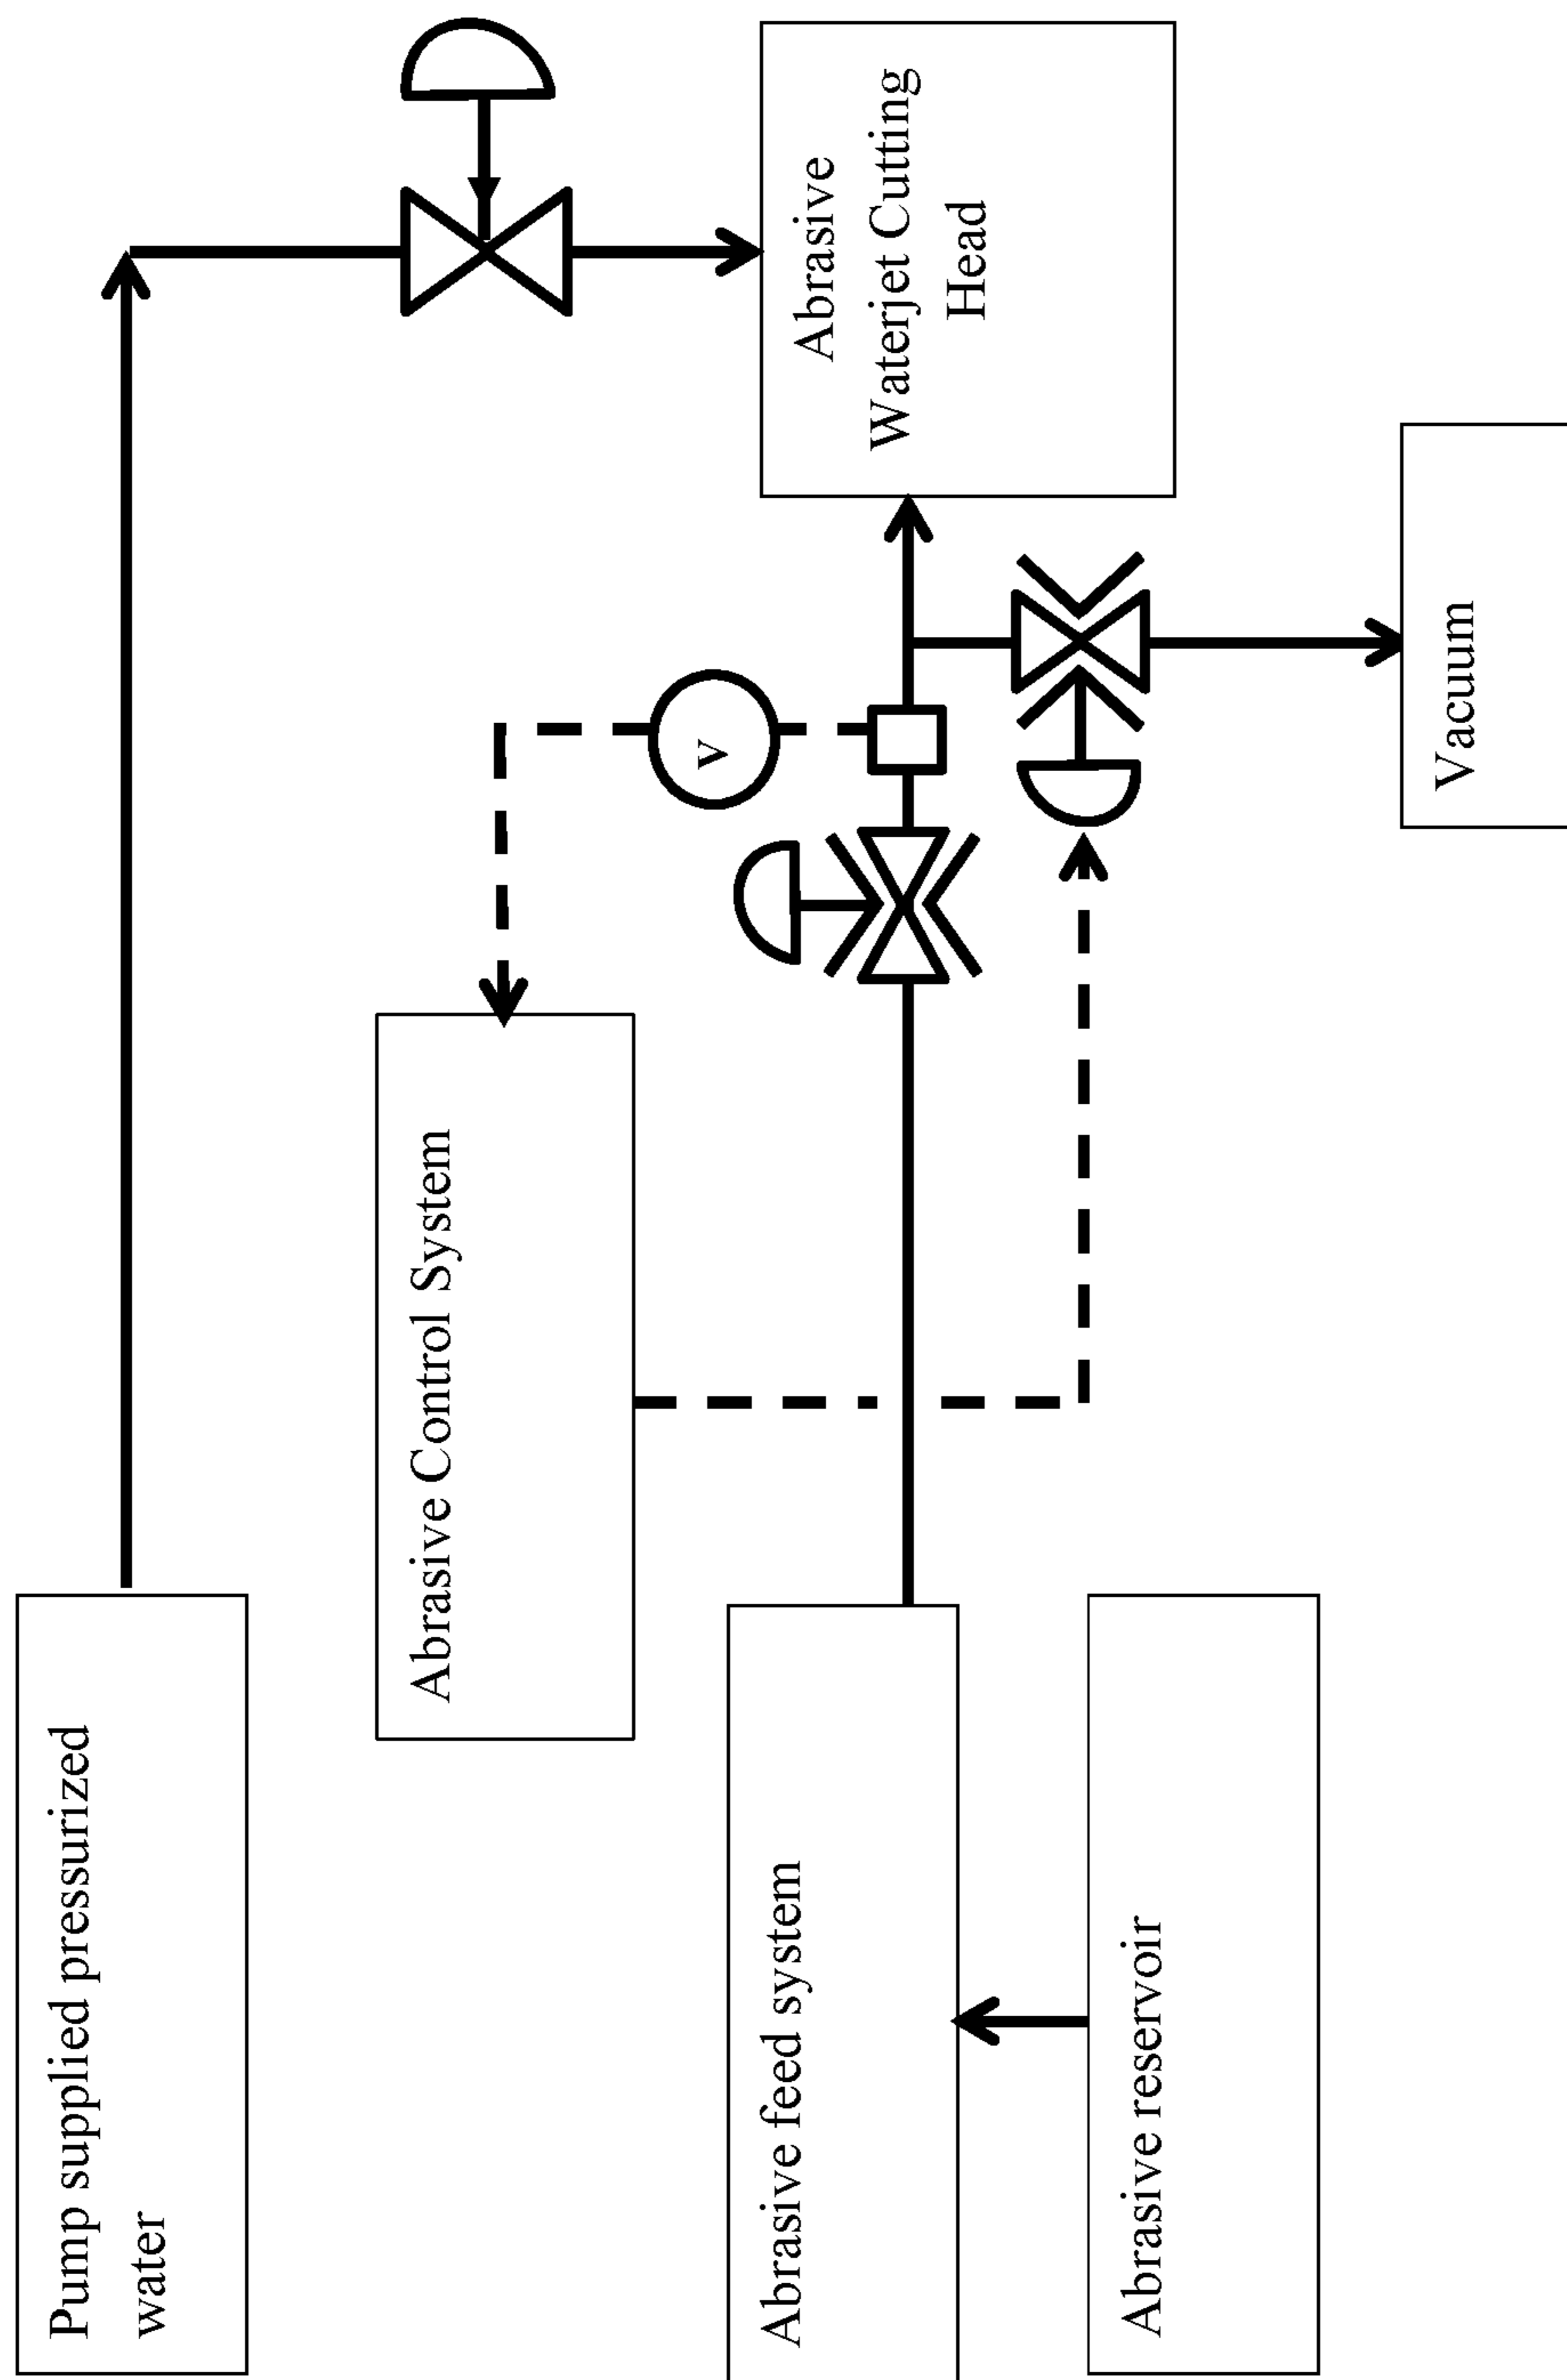 Pump supplied pressurized
water
Abrasive Control System
v
Abrasive
Waterjet Cutting
Head
Abrasive feed system
Abrasive reservoir
Vacuum